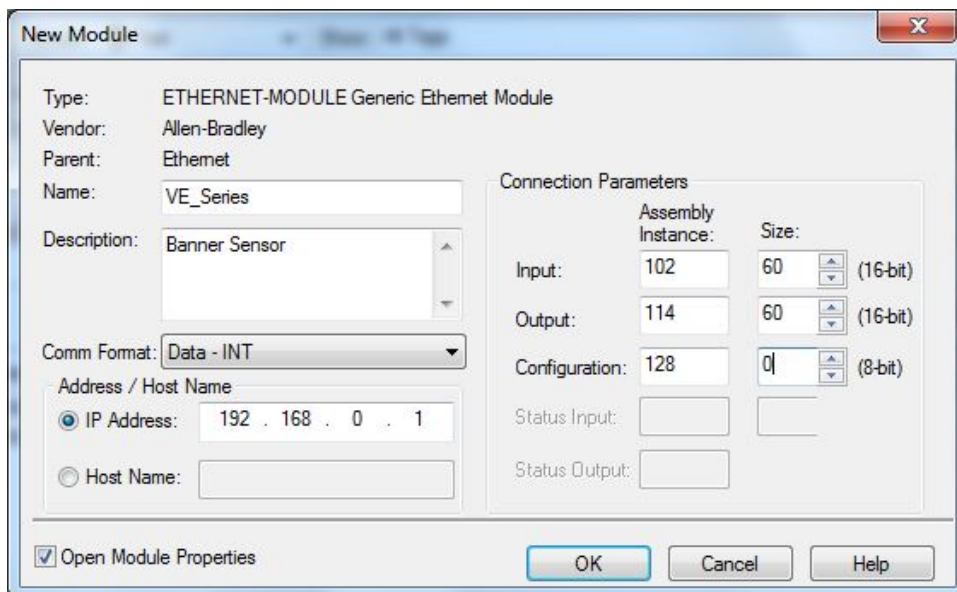 New Module
Type: ETHERNET-MODULE Generic Ethernet Module
Vendor: Allen-Bradley
Parent: Ethernet
Name: VE_Series
Description: Banner Sensor
Comm Format: Data - INT
Address / Host Name
IP Address: 192 . 168 . 0 . 1
Host Name:
Connection Parameters
Assembly
Instance: Size:
Input: 102 60 (16-bit)
Output: 114 60 (16-bit)
Configuration: 128 0 (8-bit)
Status Input:
Status Output:
Open Module Properties
OK Cancel Help